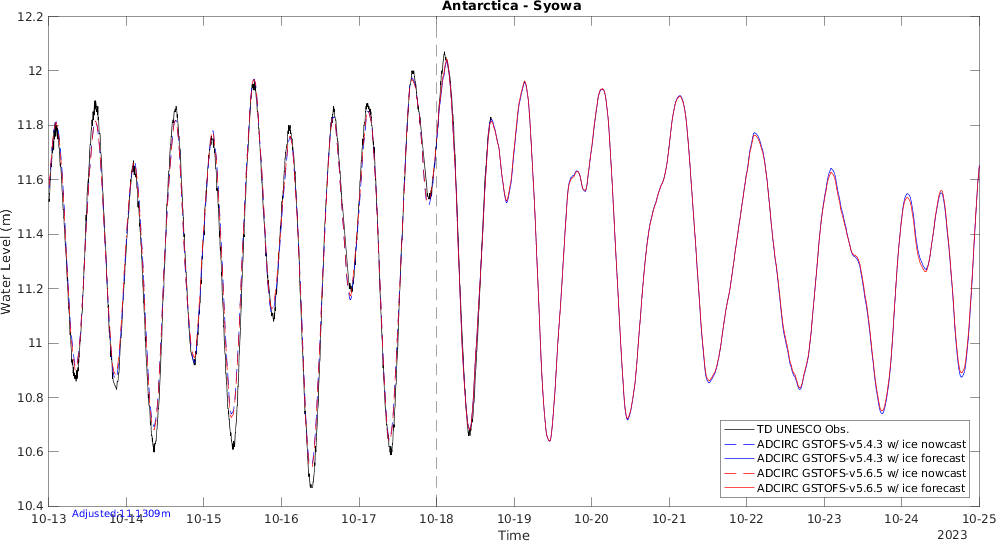 Antarctica - Syowa
Water Level (m)
12.2
12
11.8
11.6
11.4
11.2
11
10.8
10.6
10.4
TD UNESCO Obs.
ADCIRC GSTOFS-v5.4.3 w/ ice nowcast
ADCIRC GSTOFS-v5.4.3 w/ ice forecast
ADCIRC GSTOFS-v5.6.5 w/ ice nowcast
ADCIRC GSTOFS-v5.6.5 w/ ice forecast
Adjusted:11.1309m
10-13 10-14 10-15 10-16 10-17 10-18 10-19 10-20 10-21 10-22 10-23 10-24 10-25
Time
2023